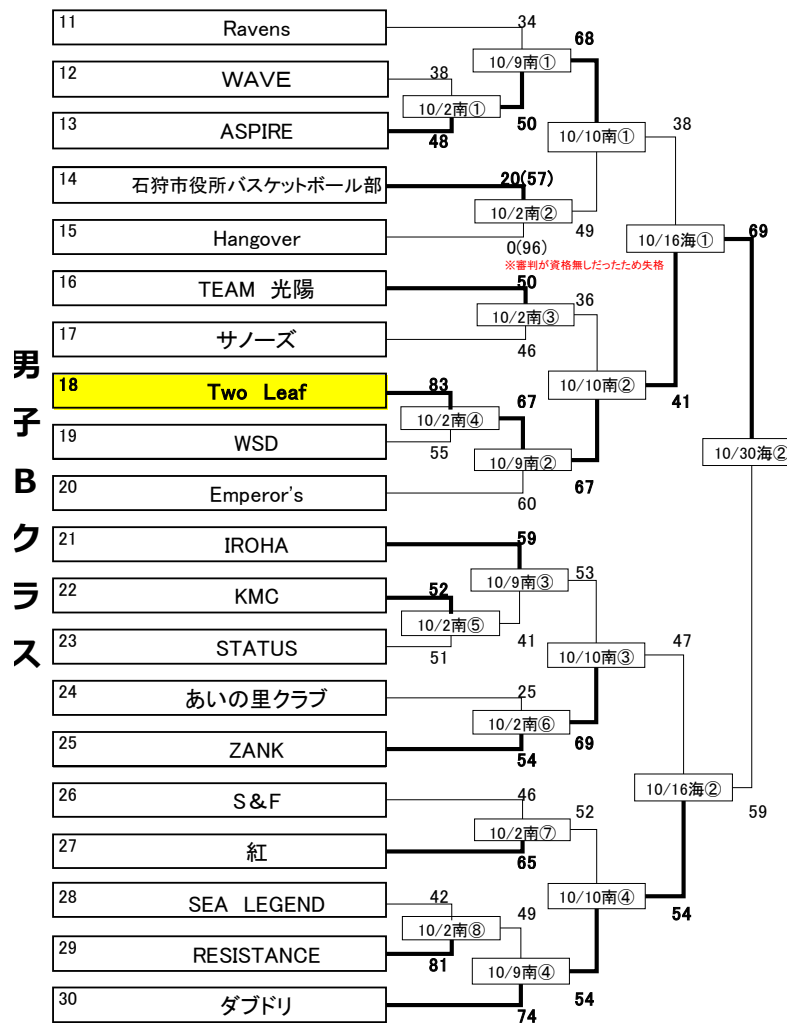 男子Bクラス
11 Ravens
34
68
10/9南①
12 WAVE
38
10/2南①
50
13 ASPIRE
48
10/10南①
38
14 石狩市役所バスケットボール部
20(57)
10/2南②
49
15 Hangover
0(96)
※審判が資格無しだったため失格
10/16海①
69
16 TEAM 光陽
50
36
10/2南③
17 サノーズ
46
10/10南②
41
18 Two Leaf
83
67
10/2南④
19 WSD
55
10/9南②
67
10/30海②
20 Emperor's
60
21 IROHA
59
53
10/9南③
22 KMC
52
10/2南⑤
41
23 STATUS
51
10/10南③
47
24 あいの里クラブ
25
10/2南⑥
69
25 ZANK
54
10/16海②
59
26 S&F
46
52
10/2南⑦
27 紅
65
10/10南④
54
28 SEA LEGEND
42
49
10/2南⑧
29 RESISTANCE
81
10/9南④
54
30 ダブドリ
74